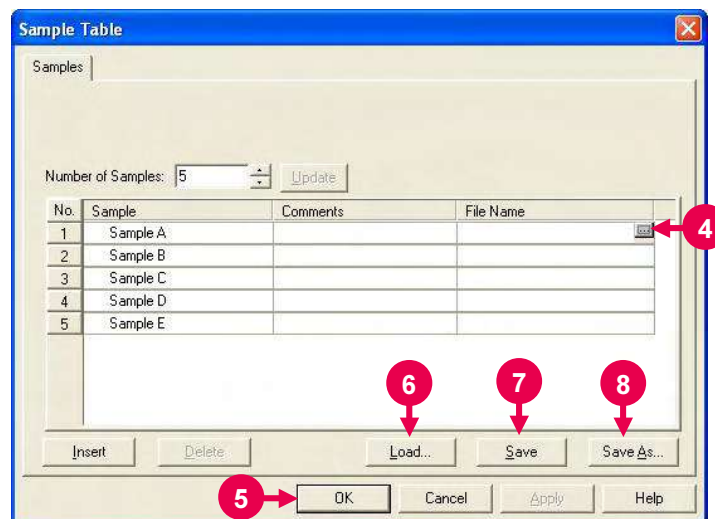 Sample Table
Samples
Number of Samples: 5 Update
No. Sample Comments File Name
1 Sample A ... 4
2 Sample B
3 Sample C
4 Sample D
5 Sample E
6 7 8
Insert Delete Load... Save Save As...
5 OK Cancel Apply Help